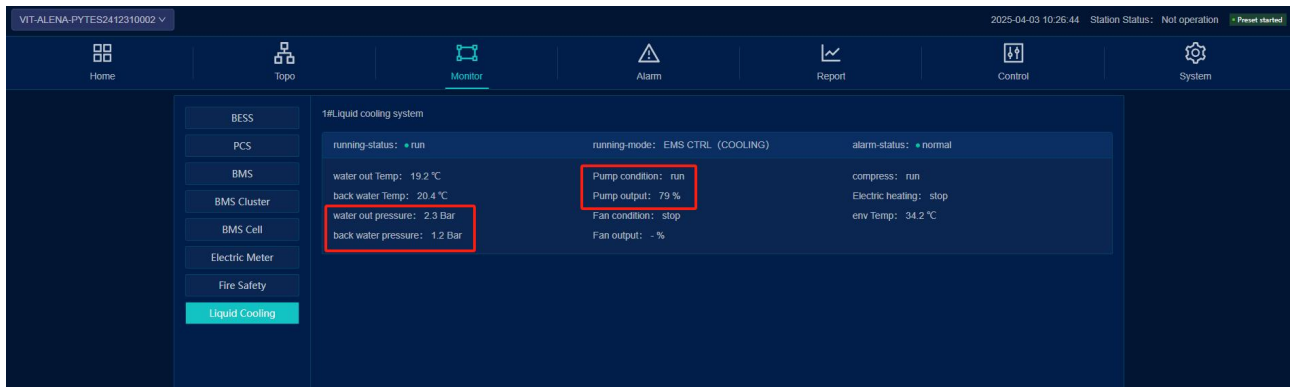 VIT-ALENA-PYTES2412310002
2025-04-03 10:26:44 Station Status: Not operation Preset started
Home Topo Monitor Alarm Report Control System
BESS
PCS
BMS
BMS Cluster
BMS Cell
Electric Meter
Fire Safety
Liquid Cooling
1#Liquid cooling system
running-status: run running-mode: EMS CTRL (COOLING) alarm-status: normal
water out Temp: 19.2 ℃ Pump condition: run compress: run
back water Temp: 20.4 ℃ Pump output: 79 % Electric heating: stop
water out pressure: 2.3 Bar Fan condition: stop env Temp: 34.2 ℃
back water pressure: 1.2 Bar Fan output: - %